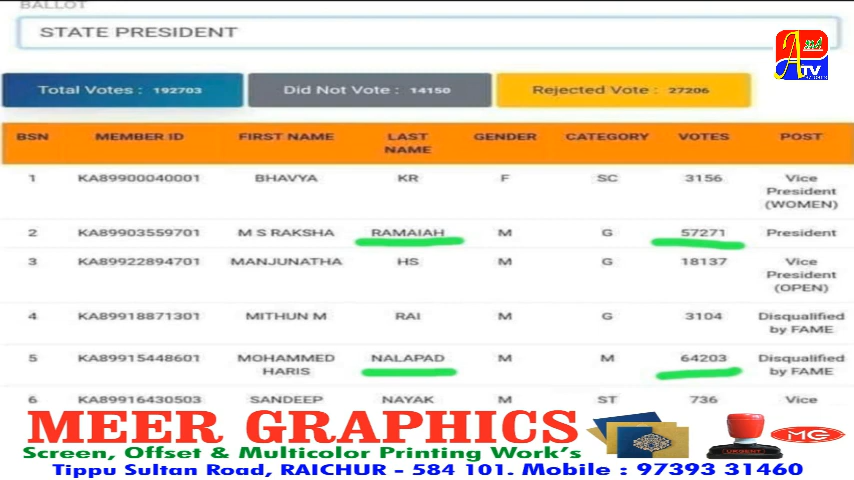 BALLOT
STATE PRESIDENT
And
A TV
Total Votes : 192703 Did Not Vote : 14150 Rejected Vote : 27206
BSN MEMBER ID FIRST NAME LAST NAME GENDER CATEGORY VOTES POST
1 KA89900040001 BHAVYA KR F SC 3156 Vice President (WOMEN)
2 KA89903559701 M S RAKSHA RAMAIAH M G 57271 President
3 KA89922894701 MANJUNATHA HS M G 18137 Vice President (OPEN)
4 KA89918871301 MITHUN M RAI M G 3104 Disqualified by FAME
5 KA89915448601 MOHAMMED HARIS NALAPAD M M 64203 Disqualified by FAME
6 KA89916430503 SANDEEP NAYAK M ST 736 Vice
MEER GRAPHICS
Screen, Offset & Multicolor Printing Work's
Tippu Sultan Road, RAICHUR - 584 101. Mobile : 97393 31460
URGENT
MG